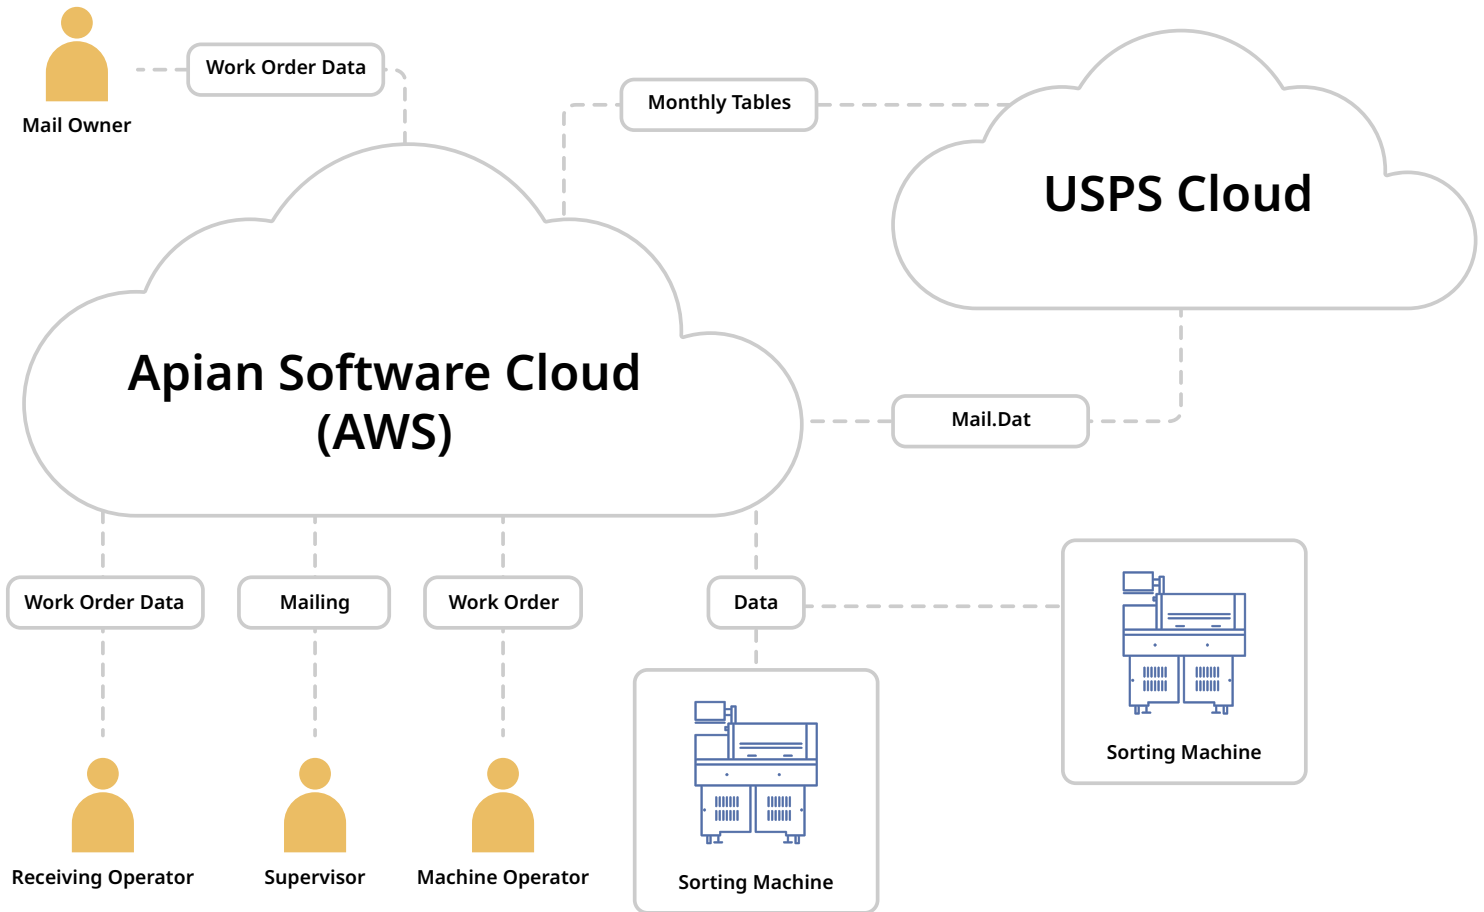 Work Order Data
Mail Owner
Monthly Tables
USPS Cloud
Apian Software Cloud
(AWS)
Mail.Dat
Work Order Data
Mailing
Work Order
Data
Sorting Machine
Receiving Operator
Supervisor
Machine Operator
Sorting Machine